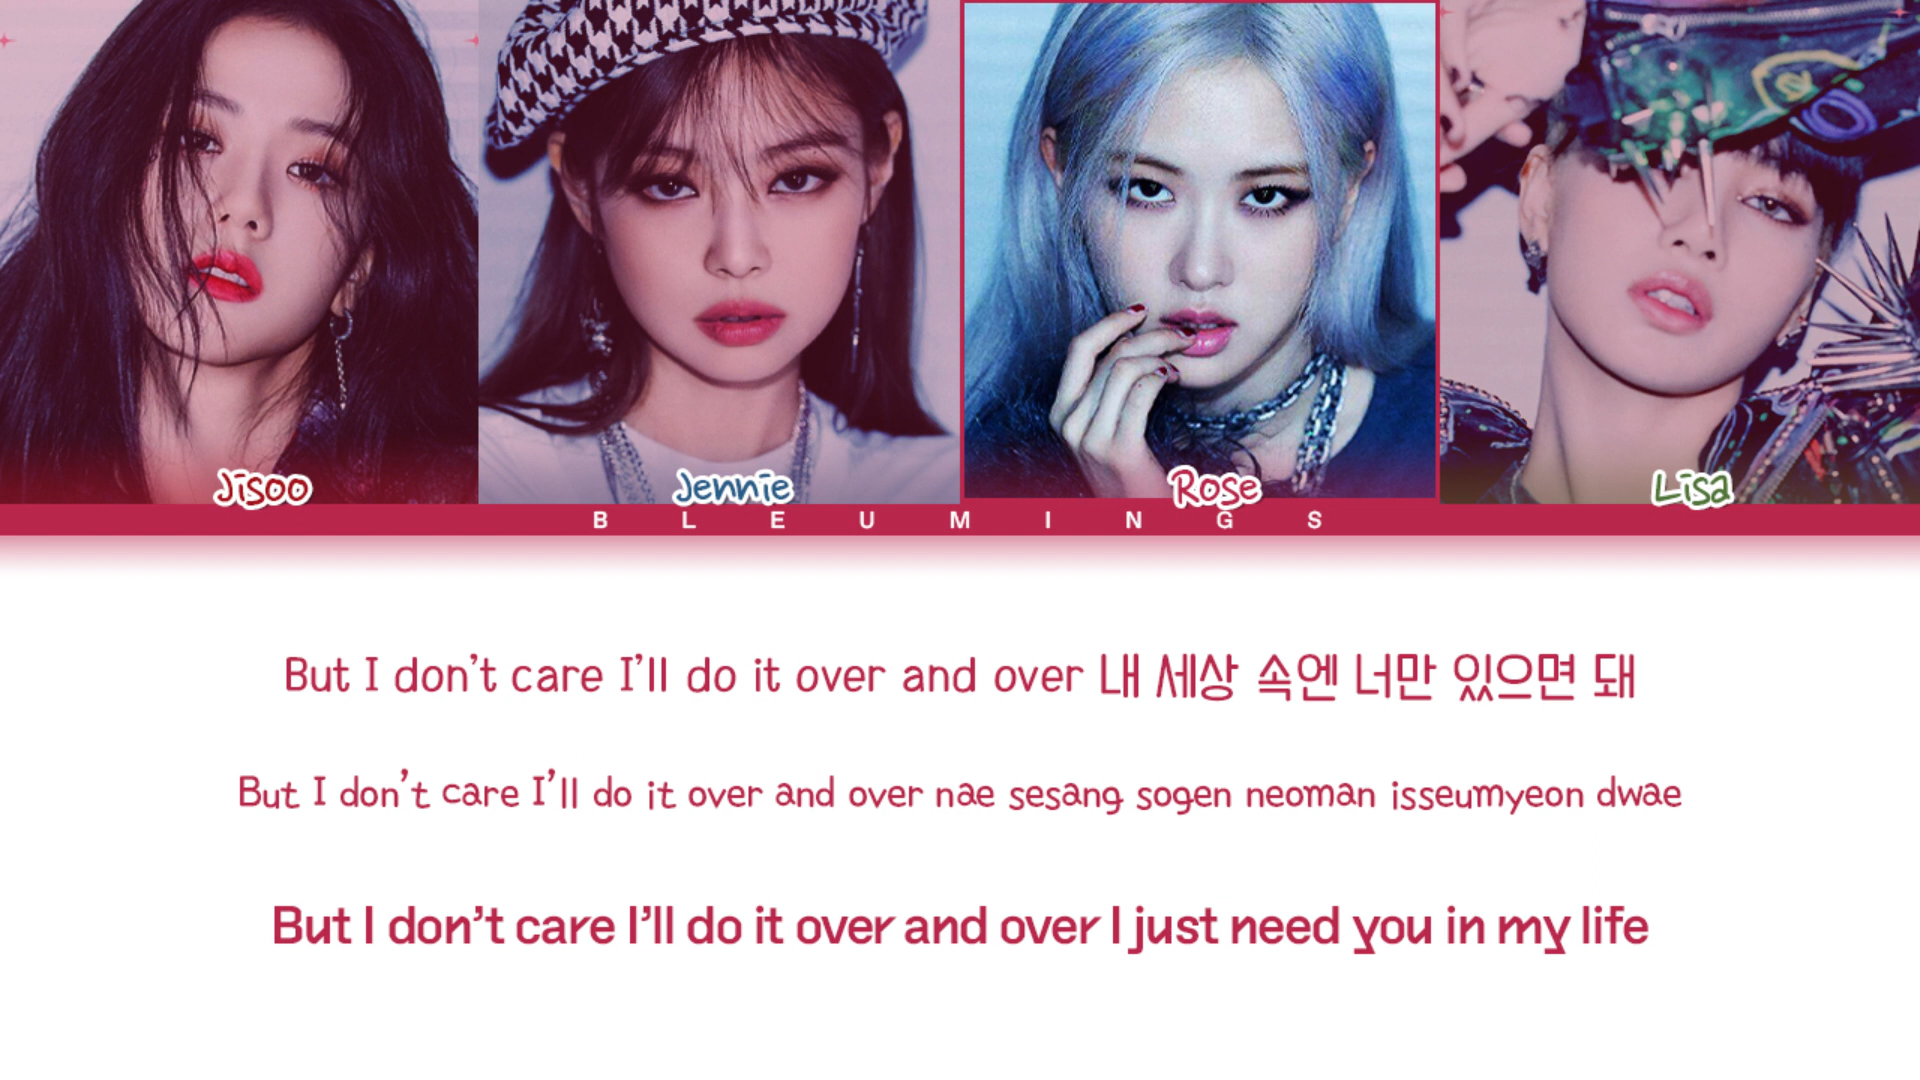 Jisoo
Jennie
Rose
Lisa
BLEUMINGS
But I don't care I'll do it over and over 내 세상 속엔 너만 있으면 돼
But I don't care I'll do it over and over nae sesang sogen neoman isseumyeon dwae
But I don't care I'll do it over and over I just need you in my life